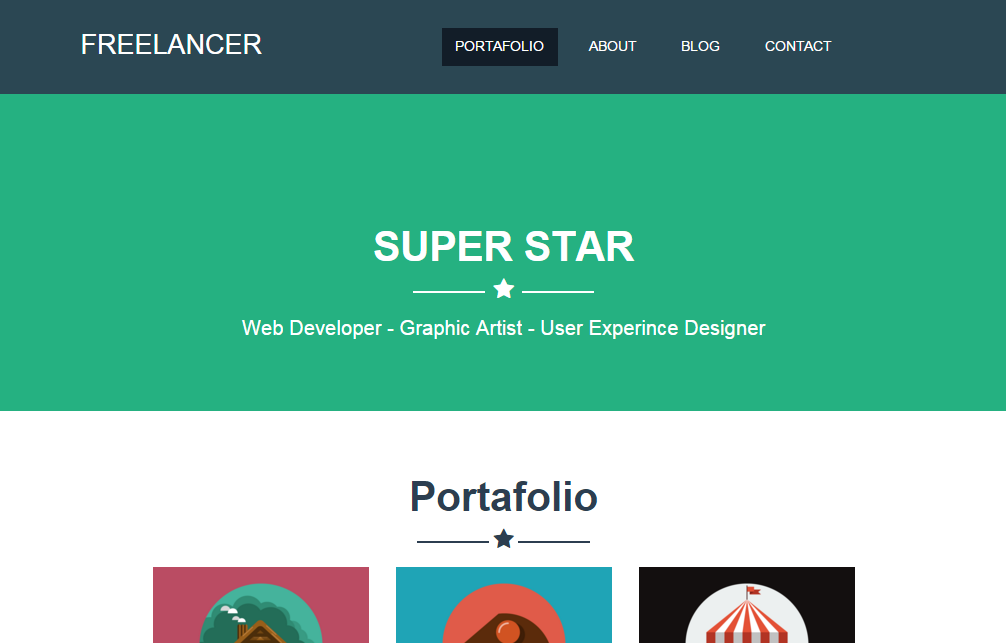 FREELANCER
PORTAFOLIO ABOUT BLOG CONTACT
SUPER STAR
Web Developer - Graphic Artist - User Experince Designer
Portafolio